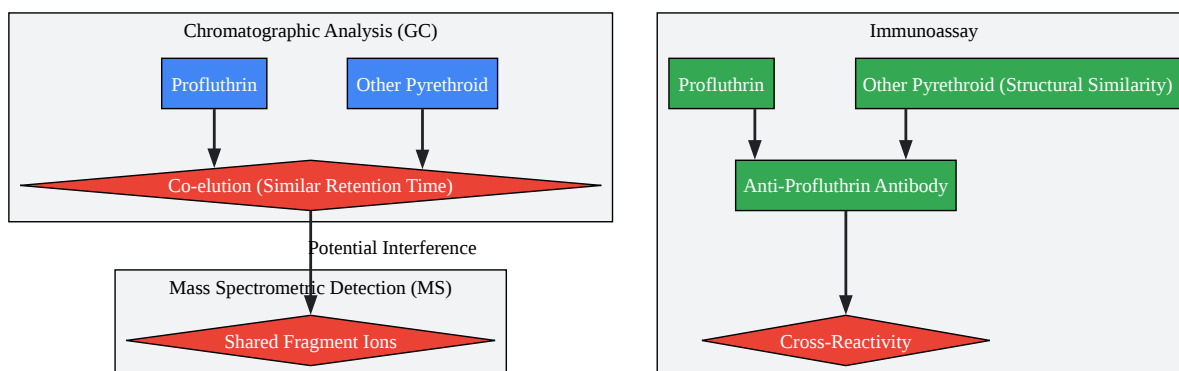 Chromatographic Analysis (GC)
Profluthrin
Other Pyrethroid
Co-elution (Similar Retention Time)
Potential Interference
Mass Spectrometric Detection (MS)
Shared Fragment Ions
Immunoassay
Profluthrin
Other Pyrethroid (Structural Similarity)
Anti-Profluthrin Antibody
Cross-Reactivity